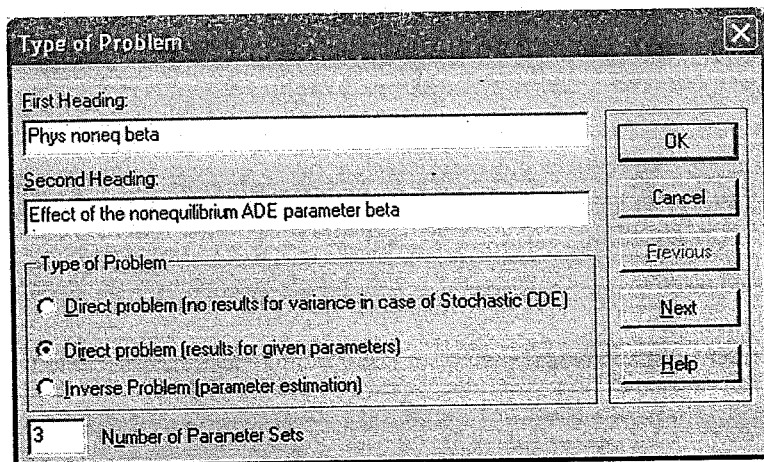 Type of Problem
First Heading:
Phys noneq beta
Second Heading:
Effect of the nonequilibrium ADE parameter beta
Type of Problem
Direct problem (no results for variance in case of Stochastic CDE)
Direct problem (results for given parameters)
Inverse Problem (parameter estimation)
3 Number of Parameter Sets
OK
Cancel
Previous
Next
Help